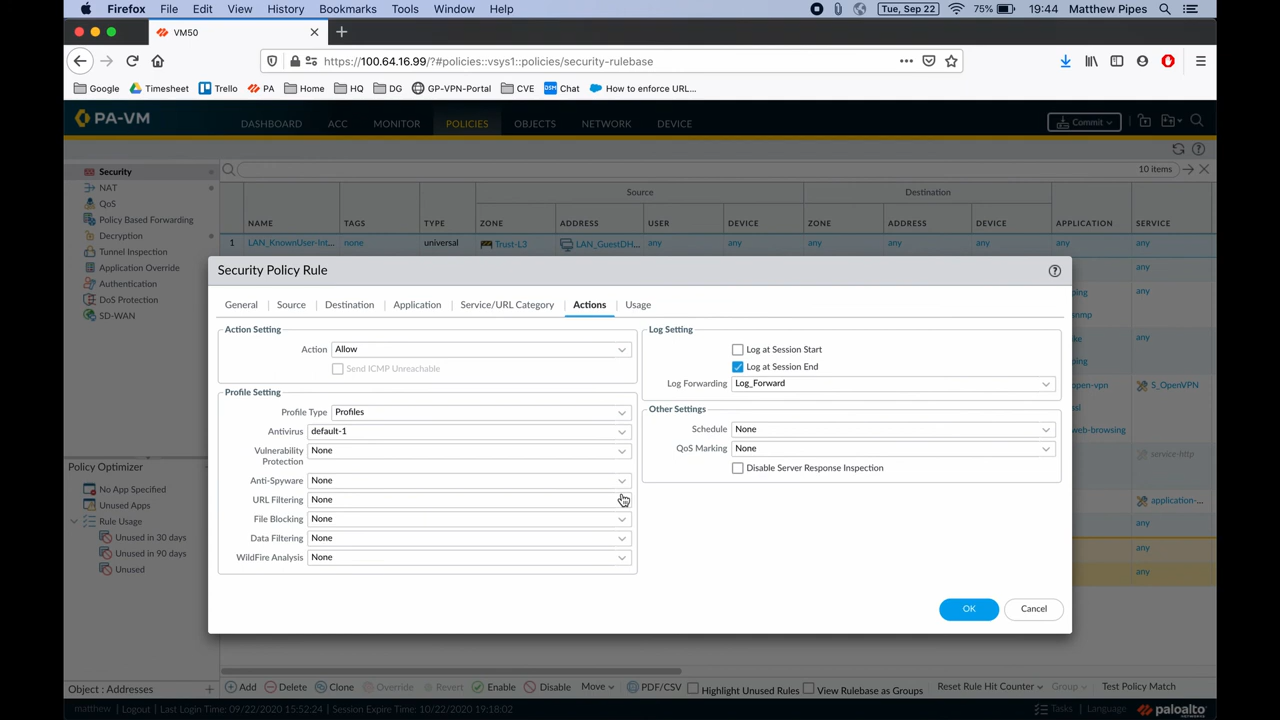 Firefox File Edit View History Bookmarks Tools Window Help Tue, Sep 22 75% 19:44 Matthew Pipes
VM50
https://100.64.16.99/?#policies::vsys1::policies/security-rulebase
Google Timesheet Trello PA Home HQ DG GP-VPN-Portal CVE DSM Chat How to enforce URL...
PA-VM DASHBOARD ACC MONITOR POLICIES OBJECTS NETWORK DEVICE Commit
10 items
Security
NAT
QoS
Policy Based Forwarding
Decryption
Tunnel Inspection
Application Override
Authentication
DoS Protection
SD-WAN
Source Destination
NAME TAGS TYPE ZONE ADDRESS USER DEVICE ZONE ADDRESS DEVICE APPLICATION SERVICE
1 LAN_KnownUser-Int... none universal Trust-L3 LAN_GuestDH... any any any any any any any
Security Policy Rule
General Source Destination Application Service/URL Category Actions Usage
Action Setting
Action Allow
Send ICMP Unreachable
Profile Setting
Profile Type Profiles
Antivirus default-1
Vulnerability Protection None
Anti-Spyware None
URL Filtering None
File Blocking None
Data Filtering None
WildFire Analysis None
Log Setting
Log at Session Start
Log at Session End
Log Forwarding Log_Forward
Other Settings
Schedule None
QoS Marking None
Disable Server Response Inspection
OK Cancel
any
ping any
snmp
ike any
ping
open-vpn S_OpenVPN
ssl
web-browsing
service-http
application-...
any
any
any
Policy Optimizer
No App Specified
Unused Apps
Rule Usage
Unused in 30 days
Unused in 90 days
Unused
Object : Addresses +
Add Delete Clone Override Revert Enable Disable Move PDF/CSV Highlight Unused Rules View Rulebase as Groups Reset Rule Hit Counter Group Test Policy Match
matthew | Logout | Last Login Time: 09/22/2020 15:52:24 | Session Expire Time: 10/22/2020 19:18:02 Tasks | Language paloalto